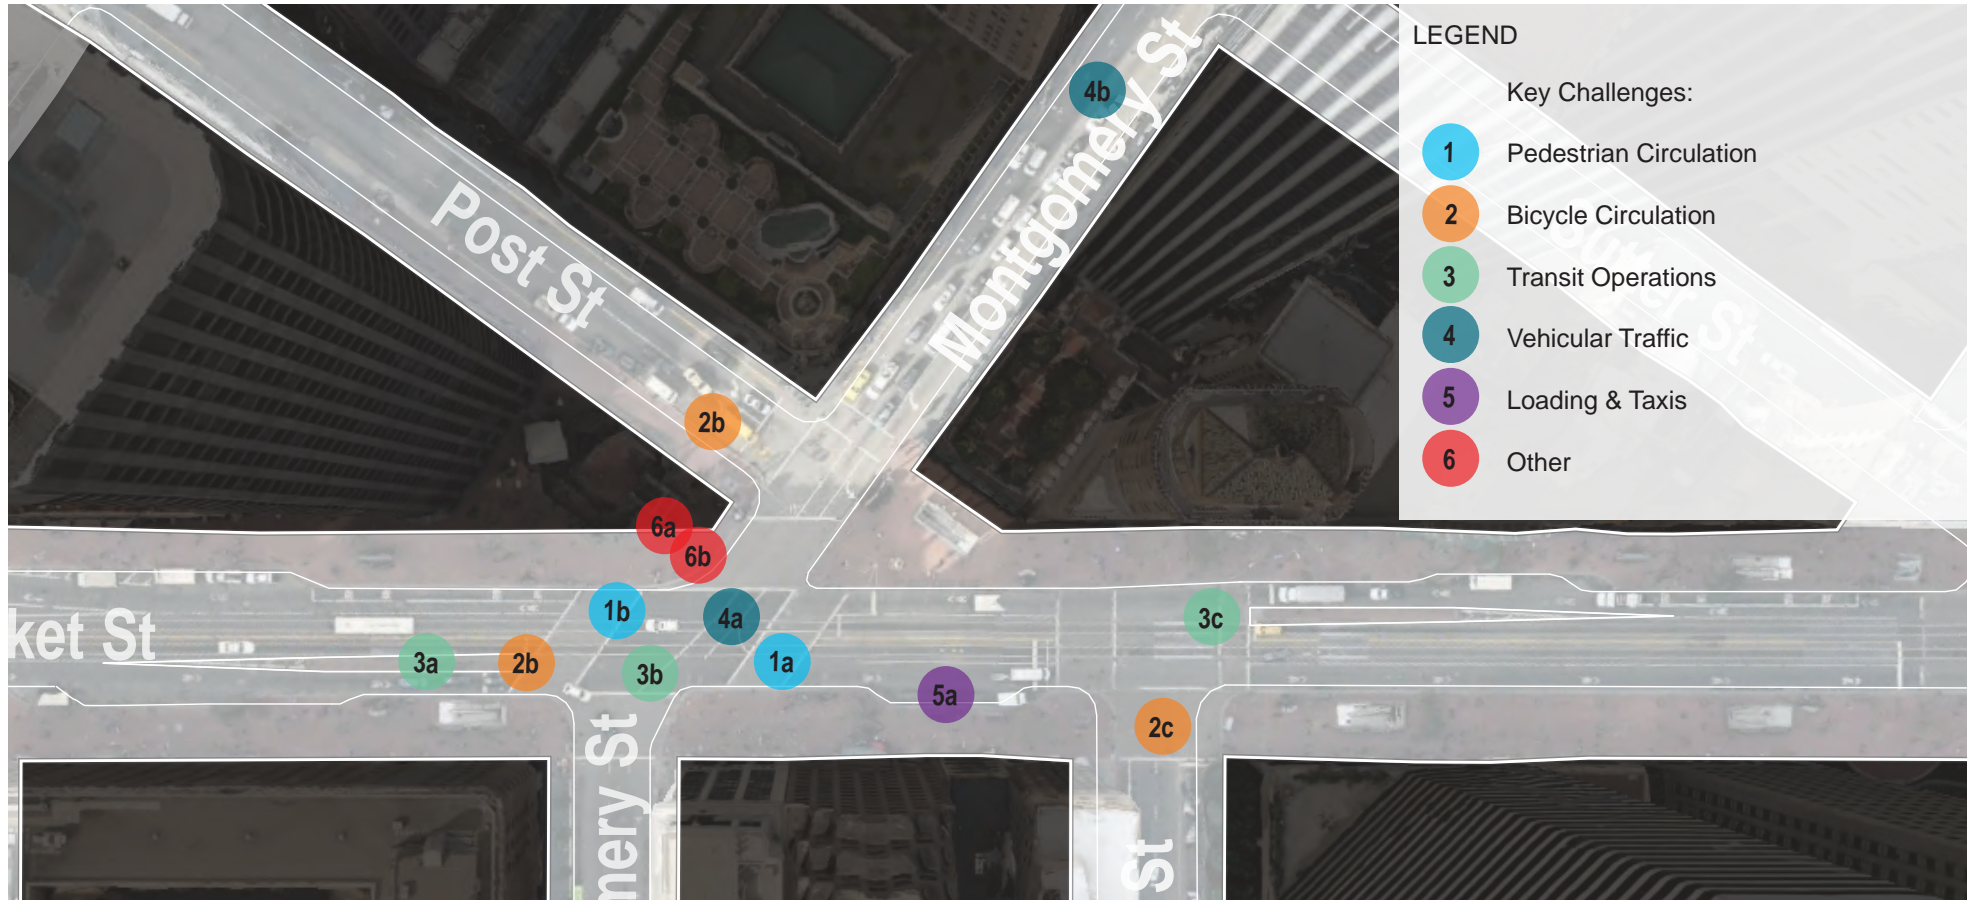 LEGEND
Key Challenges:
1 Pedestrian Circulation
2 Bicycle Circulation
3 Transit Operations
4 Vehicular Traffic
5 Loading & Taxis
6 Other
4b
Montgomery St
Post St
Sutter St
2b
6a
6b
1b
4a
3c
ket St
3a
2b
3b
1a
5a
2c
mery St
St